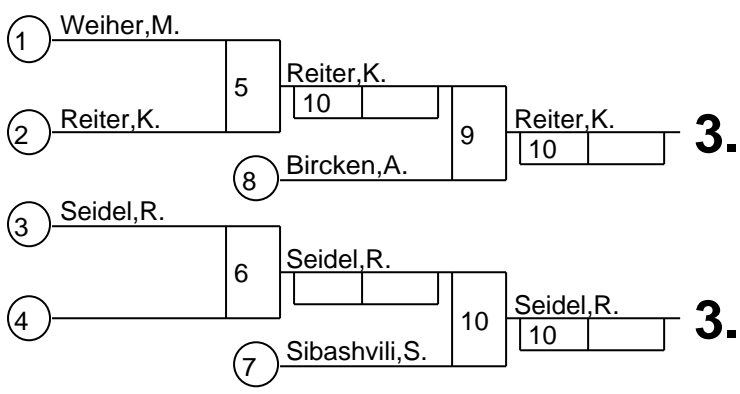 1 Weiher,M.
5
Reiter,K.
10
2 Reiter,K.
9
Reiter,K.
10
3.
8 Bircken,A.
3 Seidel,R.
6
Seidel,R.
4
10
Seidel,R.
10
3.
7 Sibashvili,S.